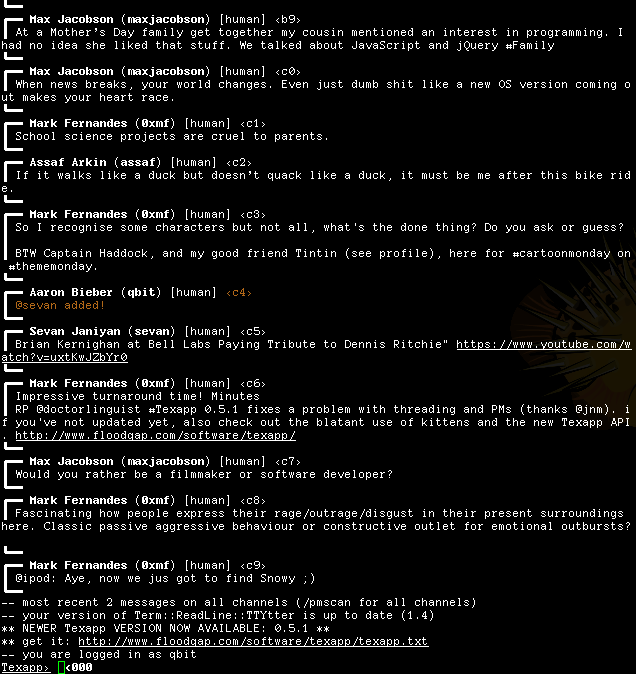 Max Jacobson (maxjacobson) [human] <b9>
At a Mother's Day family get together my cousin mentioned an interest in programming. I
had no idea she liked that stuff. We talked about JavaScript and jQuery #Family
Max Jacobson (maxjacobson) [human] <c0>
When news breaks, your world changes. Even just dumb shit like a new OS version coming o
ut makes your heart race.
Mark Fernandes (0xmf) [human] <c1>
School science projects are cruel to parents.
Assaf Arkin (assaf) [human] <c2>
If it walks like a duck but doesn't quack like a duck, it must be me after this bike rid
e.
Mark Fernandes (0xmf) [human] <c3>
So I recognise some characters but not all, what's the done thing? Do you ask or guess?
BTW Captain Haddock, and my good friend Tintin (see profile), here for #cartoonmonday on
#thememonday.
Aaron Bieber (qbit) [human] <c4>
@sevan added!
Sevan Janiyan (sevan) [human] <c5>
Brian Kernighan at Bell Labs Paying Tribute to Dennis Ritchie" https://www.youtube.com/w
atch?v=uxtKwJZbYr0
Mark Fernandes (0xmf) [human] <c6>
Impressive turnaround time! Minutes
RP @doctorlinguist #Texapp 0.5.1 fixes a problem with threading and PMs (thanks @jnm). i
f you've not updated yet, also check out the blatant use of kittens and the new Texapp API
. http://www.floodgap.com/software/texapp/
Max Jacobson (maxjacobson) [human] <c7>
Would you rather be a filmmaker or software developer?
Mark Fernandes (0xmf) [human] <c8>
Fascinating how people express their rage/outrage/disgust in their present surroundings
here. Classic passive aggressive behaviour or constructive outlet for emotional outbursts?
Mark Fernandes (0xmf) [human] <c9>
@ipod: Aye, now we jus got to find Snowy ;)
-- most recent 2 messages on all channels (/pmscan for all channels)
-- your version of Term::ReadLine::TTYtter is up to date (1.4)
** NEWER Texapp VERSION NOW AVAILABLE: 0.5.1 **
** get it: http://www.floodgap.com/software/texapp/texapp.txt
-- you are logged in as qbit
Texapp> <000